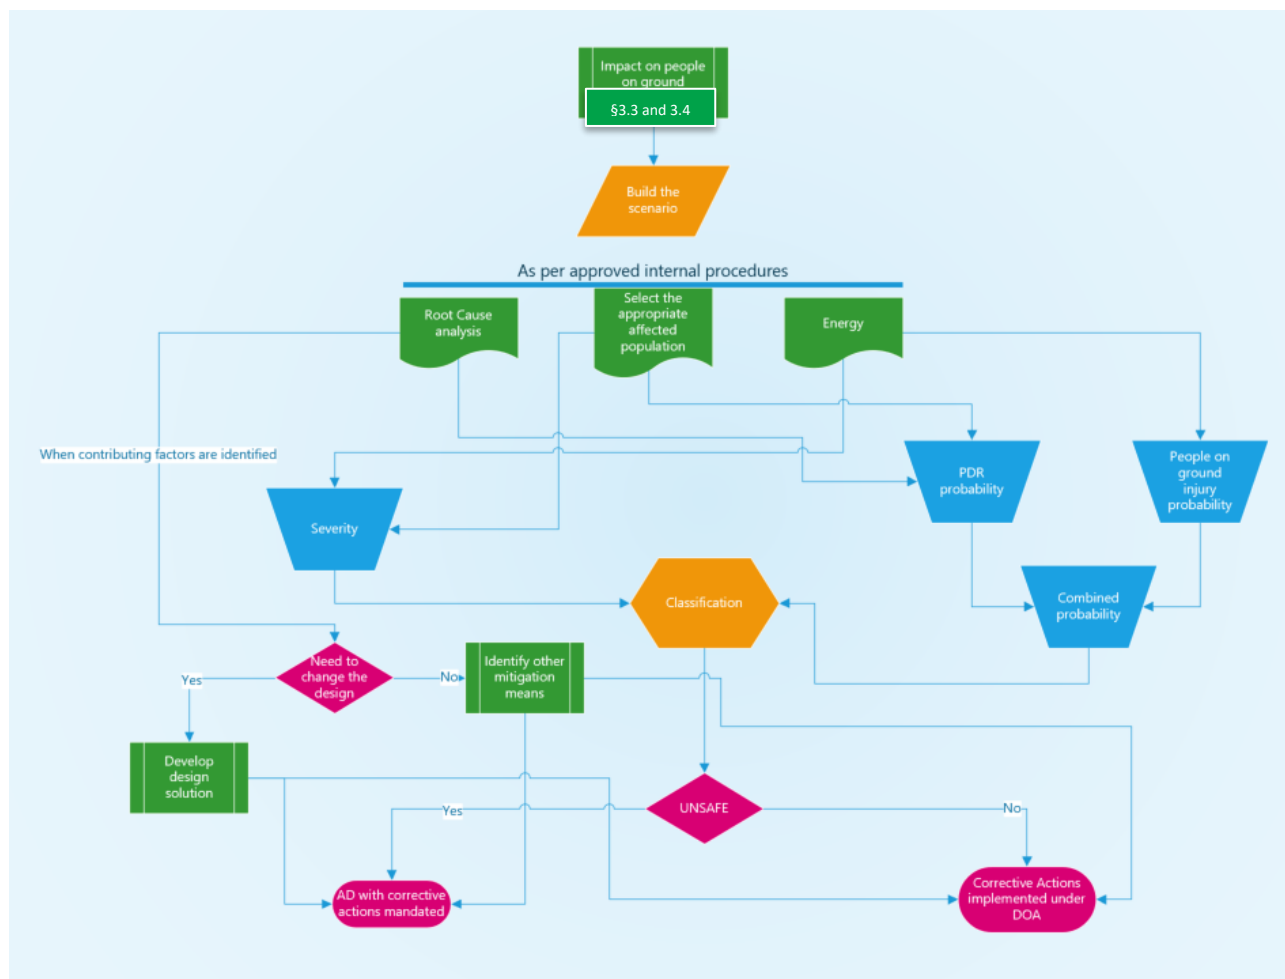 Impact on people
on ground
§3.3 and 3.4
Build the
scenario
As per approved internal procedures
Root Cause
analysis
Select the
appropriate
affected
population
Energy
When contributing factors are identified
PDR
probability
People on
ground
injury
probability
Severity
Classification
Combined
probability
Need to
change the
design
Yes
No
Identify other
mitigation
means
Develop
design
solution
UNSAFE
Yes
No
AD with corrective
actions mandated
Corrective Actions
implemented under
DOA